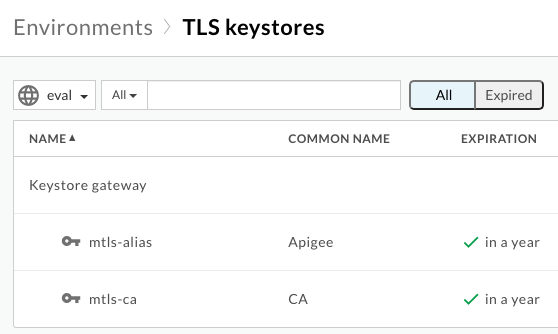 Environments > TLS keystores
eval All All Expired
NAME COMMON NAME EXPIRATION
Keystore gateway
mtls-alias Apigee in a year
mtls-ca CA in a year